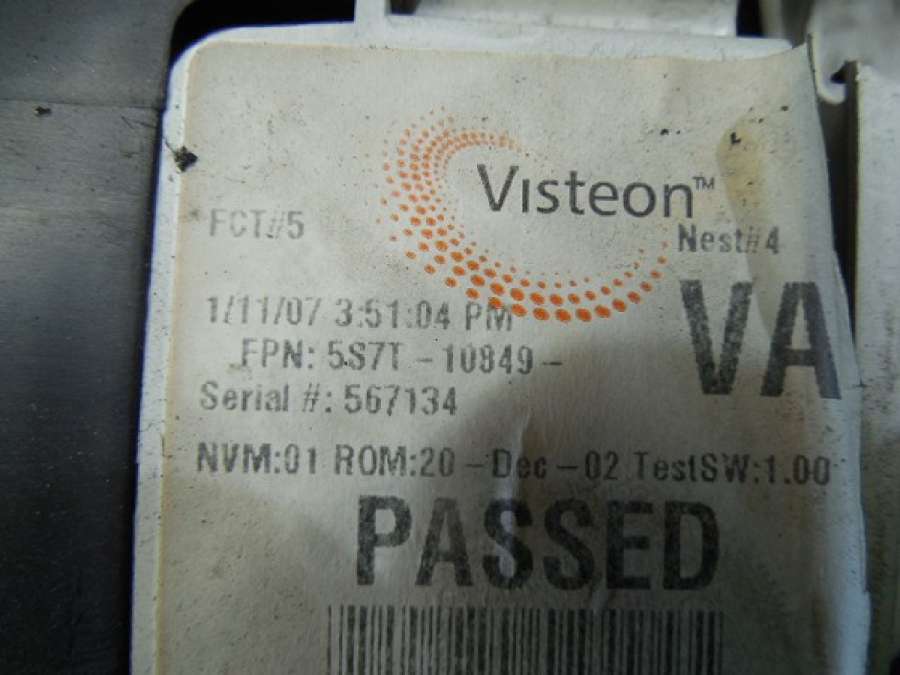 Visteon™
FCT#5
Nest#4
VA
1/11/07 3:51:04 PM
FPN: 5S7T -10849-
Serial #: 567134
NVM:01 ROM:20-Dec-02 TestSW:1.00
PASSED